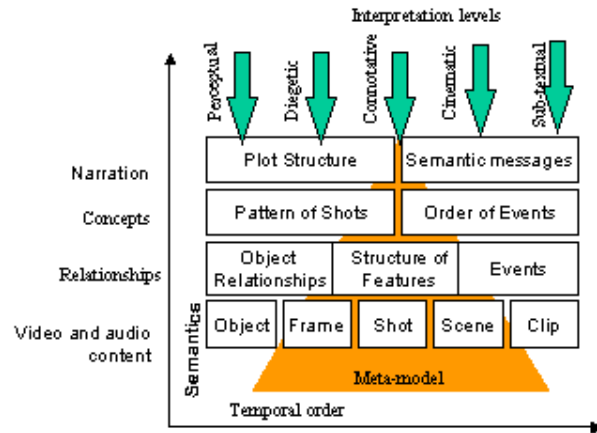 Interpretation levels
Perceptual
Diegetic
Connotative
Cinematic
Sub-textual
Narration
Plot Structure
Semantic messages
Concepts
Pattern of Shots
Order of Events
Relationships
Object
Relationships
Structure of
Features
Events
Video and audio
content
Semantics
Object
Frame
Shot
Scene
Clip
Meta-model
Temporal order